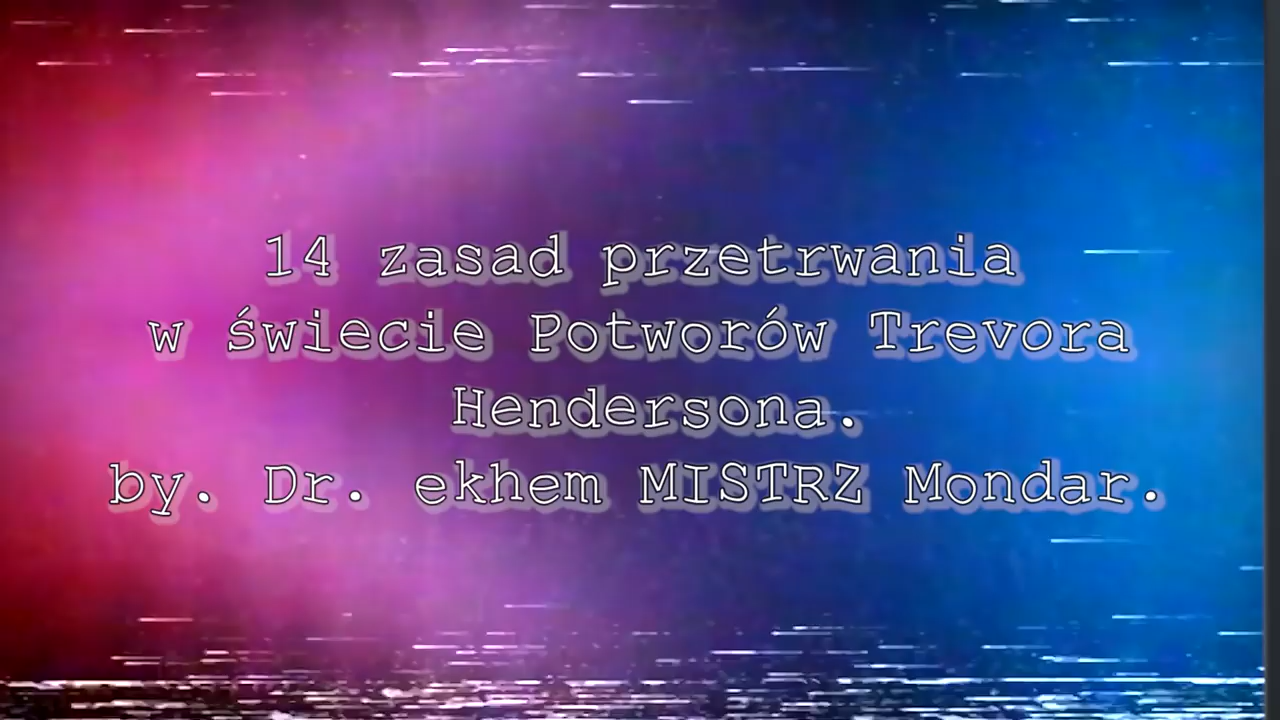 14 zasad przetrwania
w świecie Potworów Trevora
Hendersona.
by. Dr. ekhem MISTRZ Mondar.